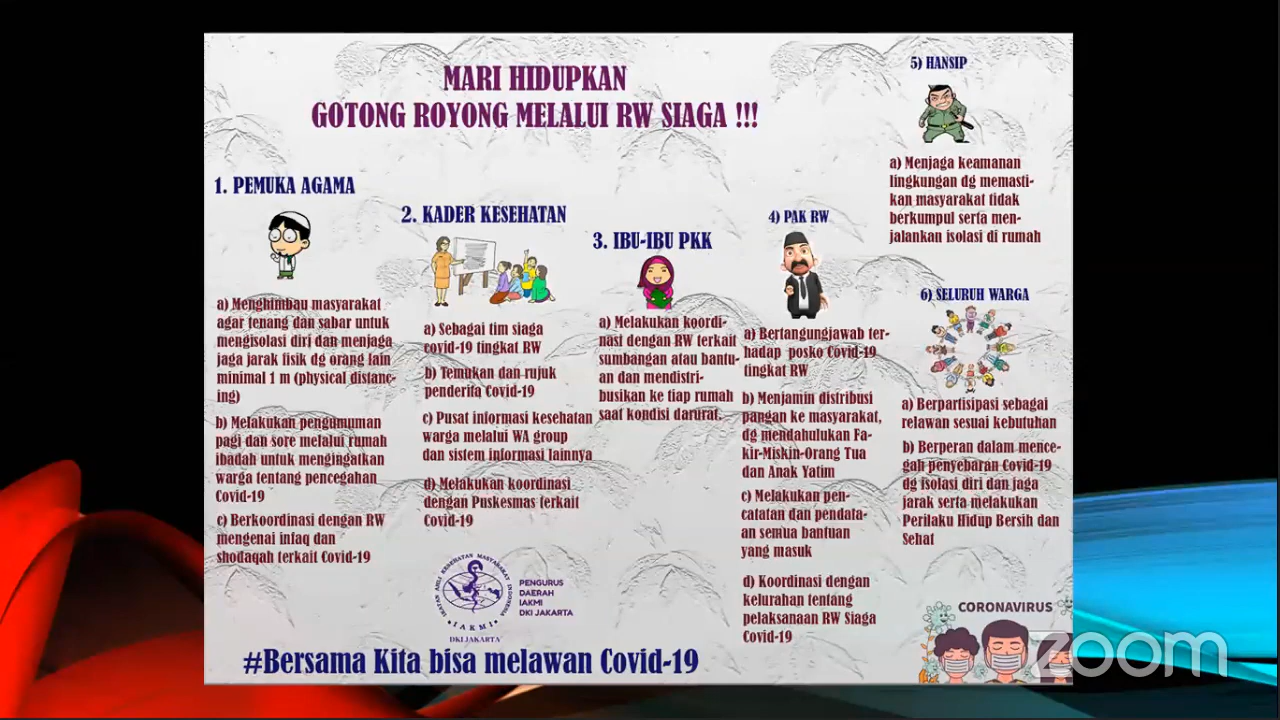 MARI HIDUPKAN
GOTONG ROYONG MELALUI RW SIAGA !!!
1. PEMUKA AGAMA
a) Menghimbau masyarakat
agar tenang dan sabar untuk
mengisolasi diri dan menjaga
jaga jarak fisik dg orang lain
minimal 1 m (physical distanc-
ing)
b) Melakukan pengumuman
pagi dan sore melalui rumah
ibadah untuk mengingatkan
warga tentang pencegahan
Covid-19
c) Berkoordinasi dengan RW
mengenai infaq dan
shodaqah terkait Covid-19
2. KADER KESEHATAN
a) Sebagai tim siaga
covid-19 tingkat RW
b) Temukan dan rujuk
penderita Covid-19
c) Pusat informasi kesehatan
warga melalui WA group
dan sistem informasi lainnya
d) Melakukan koordinasi
dengan Puskesmas terkait
Covid-19
3. IBU-IBU PKK
a) Melakukan koordi-
nasi dengan RW terkait
sumbangan atau bantu-
an dan mendistri-
busikan ke tiap rumah
saat kondisi darurat.
4) PAK RW
a) Bertangungjawab ter-
hadap posko Covid-19
tingkat RW
b) Menjamin distribusi
pangan ke masyarakat,
dg mendahulukan Fa-
kir-Miskin-Orang Tua
dan Anak Yatim
c) Melakukan pen-
catatan dan pendata-
an semua bantuan
yang masuk
d) Koordinasi dengan
kelurahan tentang
pelaksanaan RW Siaga
Covid-19
5) HANSIP
a) Menjaga keamanan
lingkungan dg memasti-
kan masyarakat tidak
berkumpul serta men-
jalankan isolasi di rumah
6) SELURUH WARGA
a) Berpartisipasi sebagai
relawan sesuai kebutuhan
b) Berperan dalam mence-
gah penyebaran Covid-19
dg isolasi diri dan jaga
jarak serta melakukan
Perilaku Hidup Bersih dan
Sehat
IKATAN AHLI KESEHATAN MASYARAKAT INDONESIA
I A K M I
DKI JAKARTA
PENGURUS
DAERAH
IAKMI
DKI JAKARTA
#Bersama Kita bisa melawan Covid-19
CORONAVIRUS
zoom